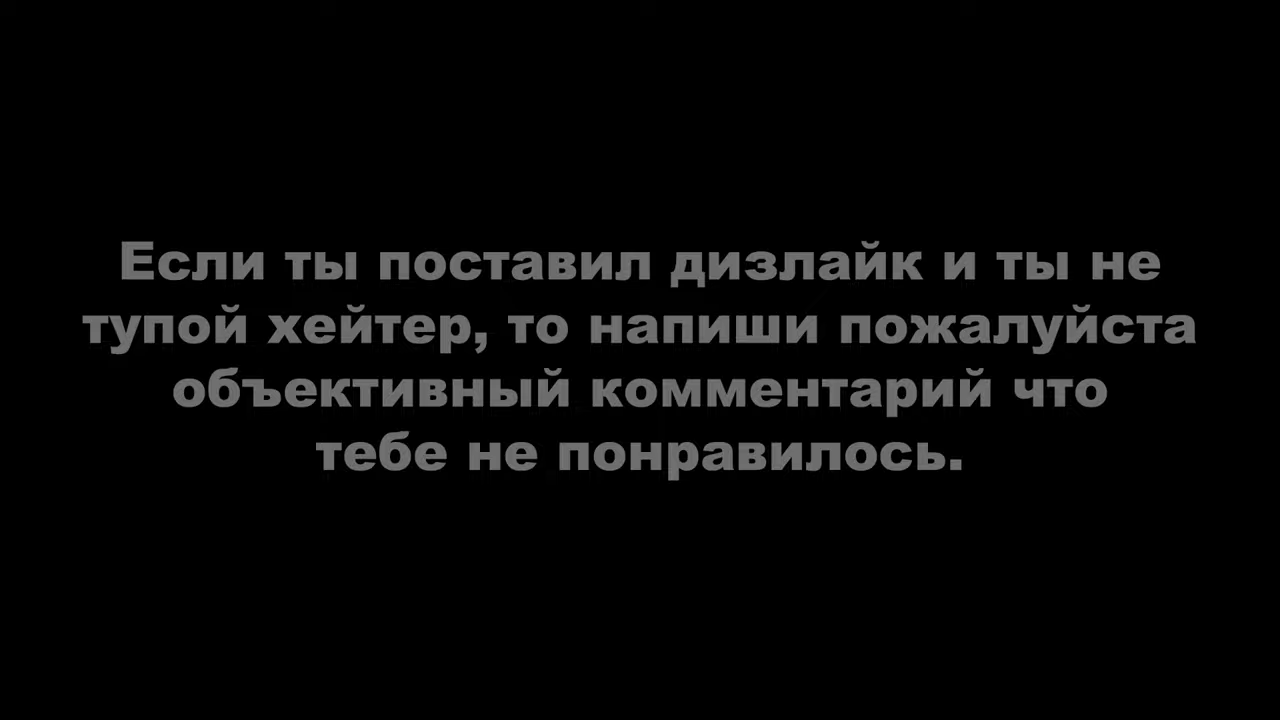 Если ты поставил дизлайк и ты не
тупой хейтер, то напиши пожалуйста
объективный комментарий что
тебе не понравилось.